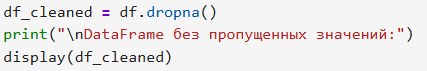 df_cleaned = df.dropna()
print("\nDataFrame без пропущенных значений:")
display(df_cleaned)